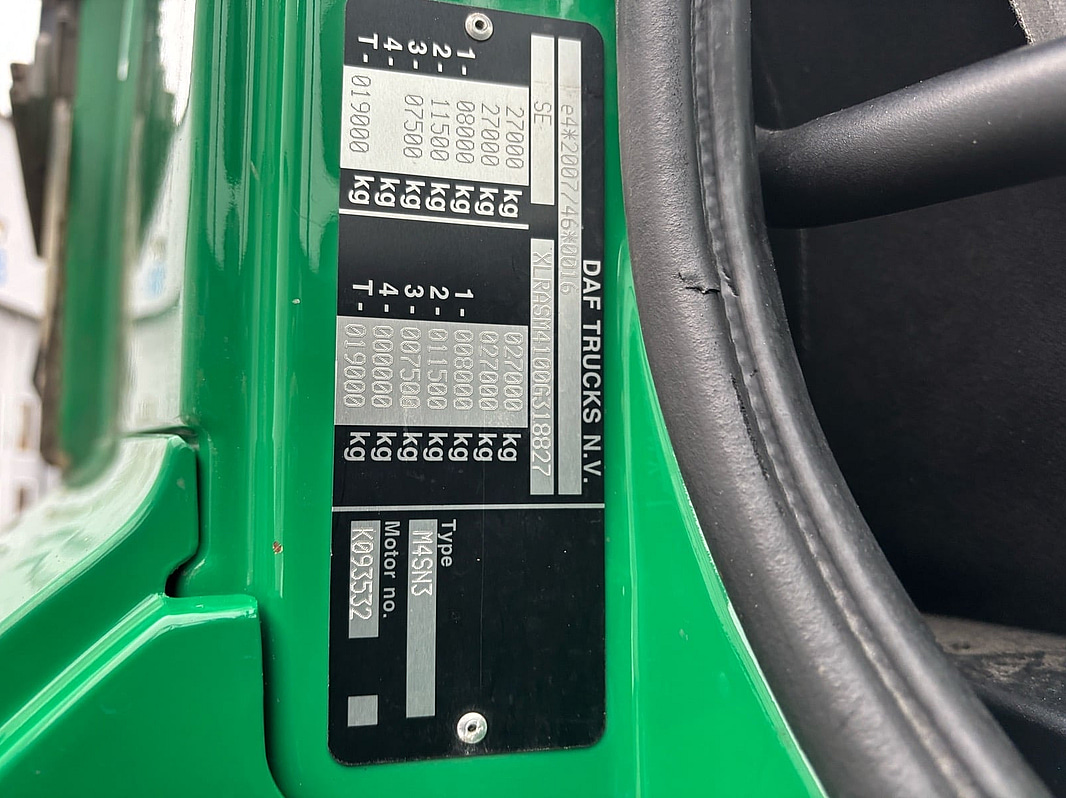 DAF TRUCKS N.V.
e4*2007/46*0016
SE XLRASM4100G318827
27000 kg
27000 kg
1- 08000 kg
2- 11500 kg
3- 07500 kg
4- kg
T- 019000 kg
027000 kg
027000 kg
1- 008000 kg
2- 011500 kg
3- 007500 kg
4- 000000 kg
T- 019000 kg
Type
M4SN3
Motor no.
K093532